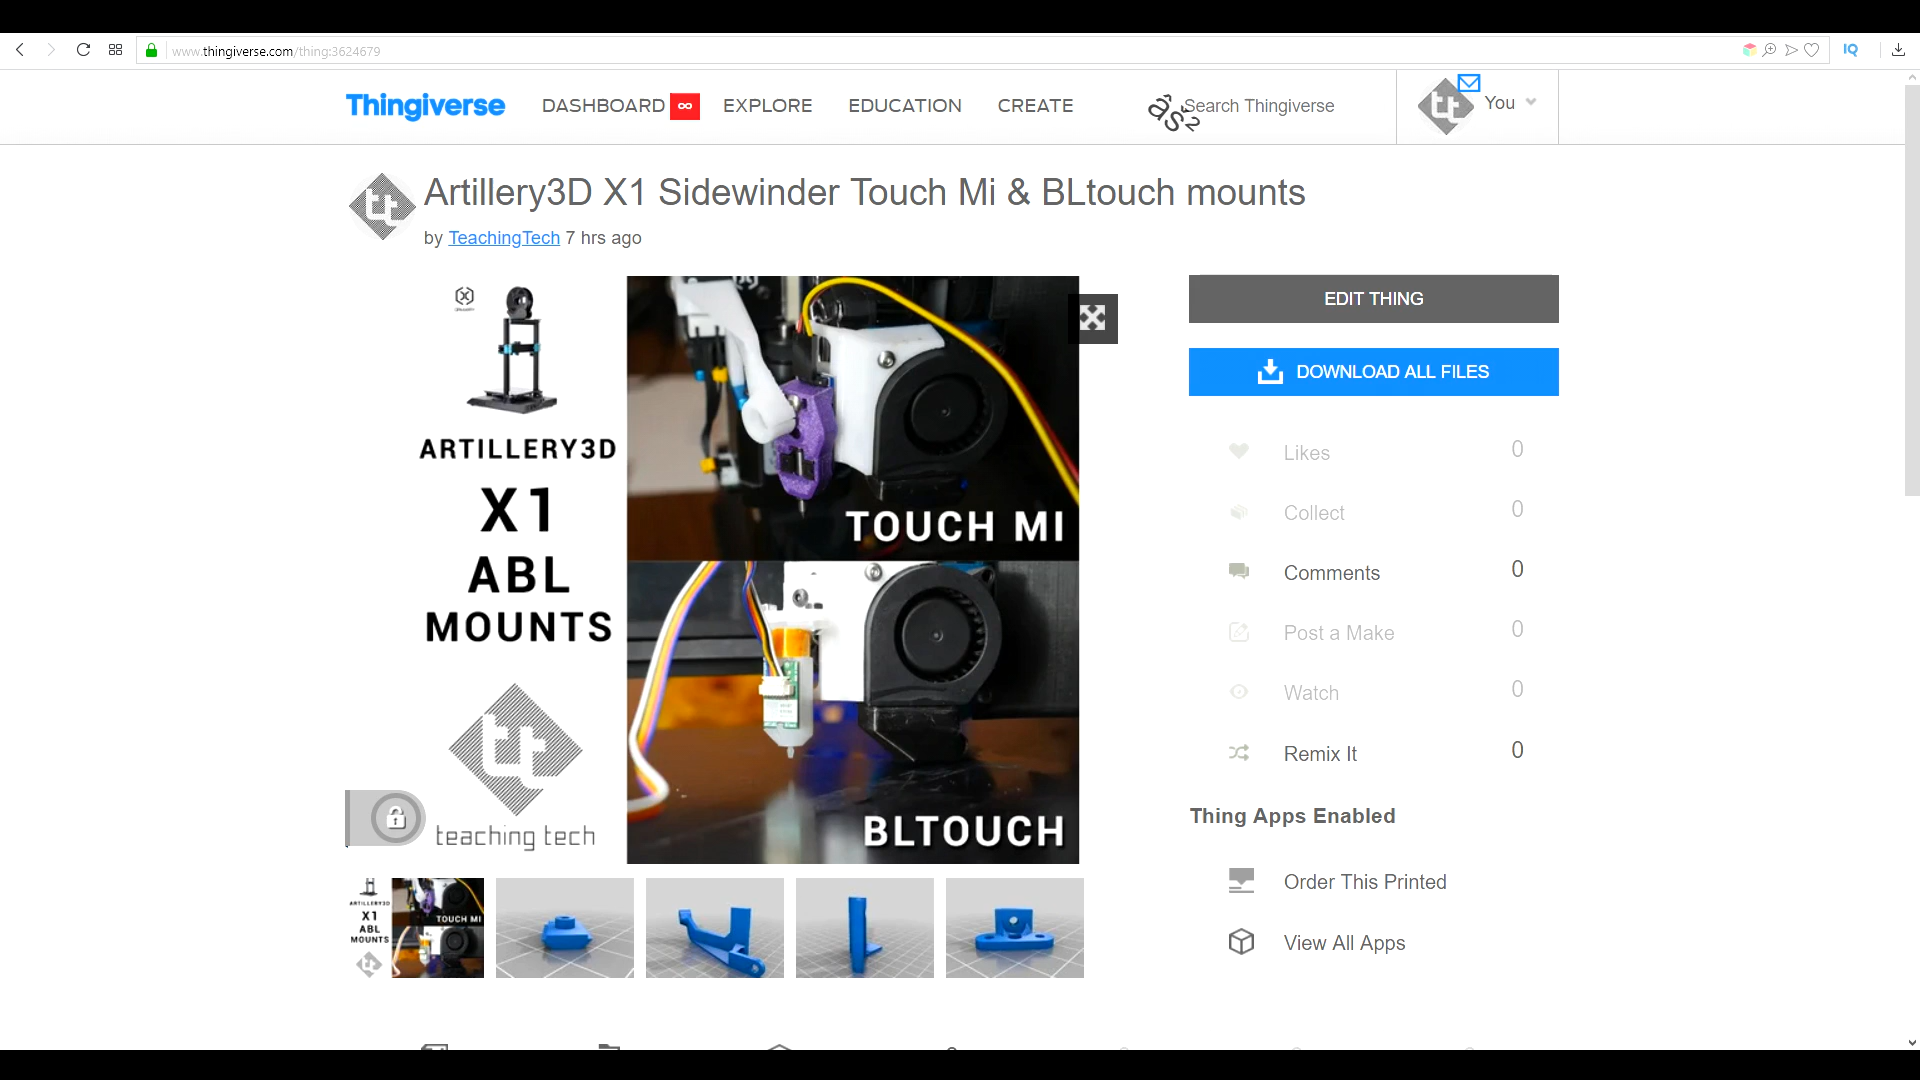 www.thingiverse.com/thing:3624679
IQ
Thingiverse
DASHBOARD
EXPLORE
EDUCATION
CREATE
Search Thingiverse
You
Artillery3D X1 Sidewinder Touch Mi & BLtouch mounts
by TeachingTech 7 hrs ago
ARTILLERY3D
X1
ABL
MOUNTS
tt
teaching tech
TOUCH MI
BLTOUCH
EDIT THING
DOWNLOAD ALL FILES
Likes 0
Collect 0
Comments 0
Post a Make 0
Watch 0
Remix It 0
Thing Apps Enabled
Order This Printed
View All Apps
ARTILLERY3D
X1
ABL
MOUNTS
TOUCH MI